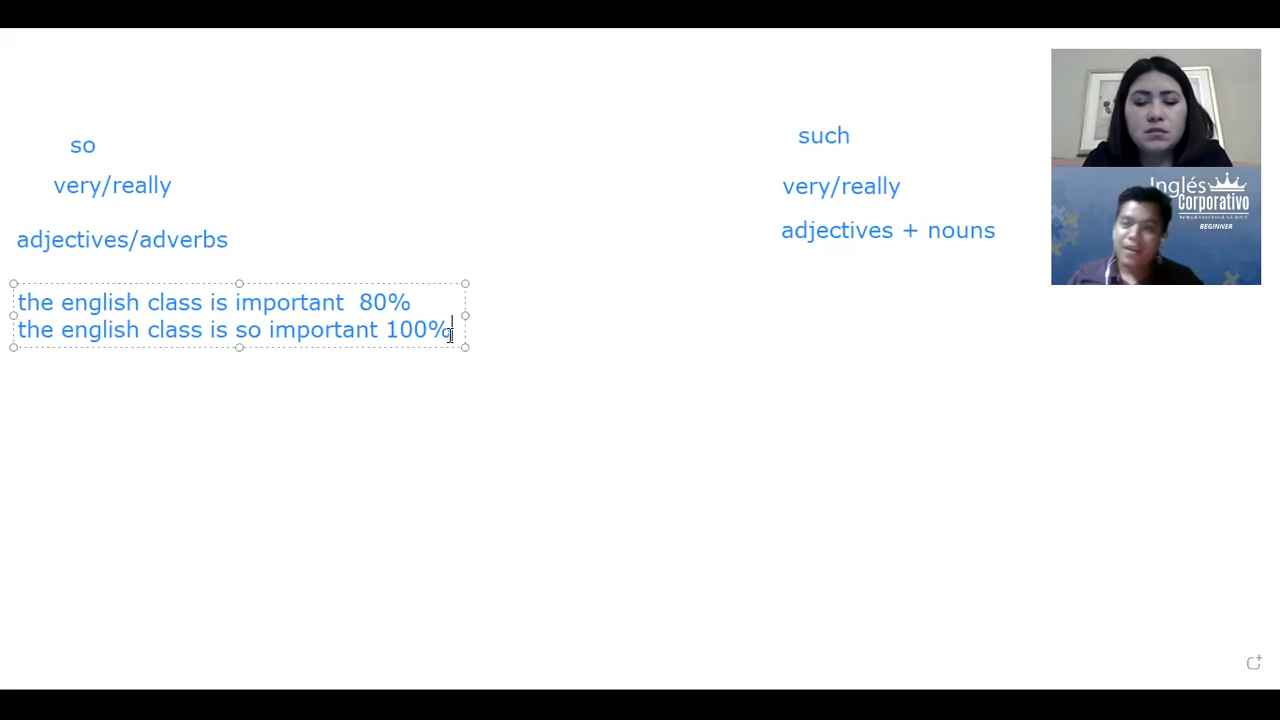 so
very/really
adjectives/adverbs
the english class is important 80%
the english class is so important 100%
such
very/really
adjectives + nouns
Inglés
Corporativo
BEGINNER